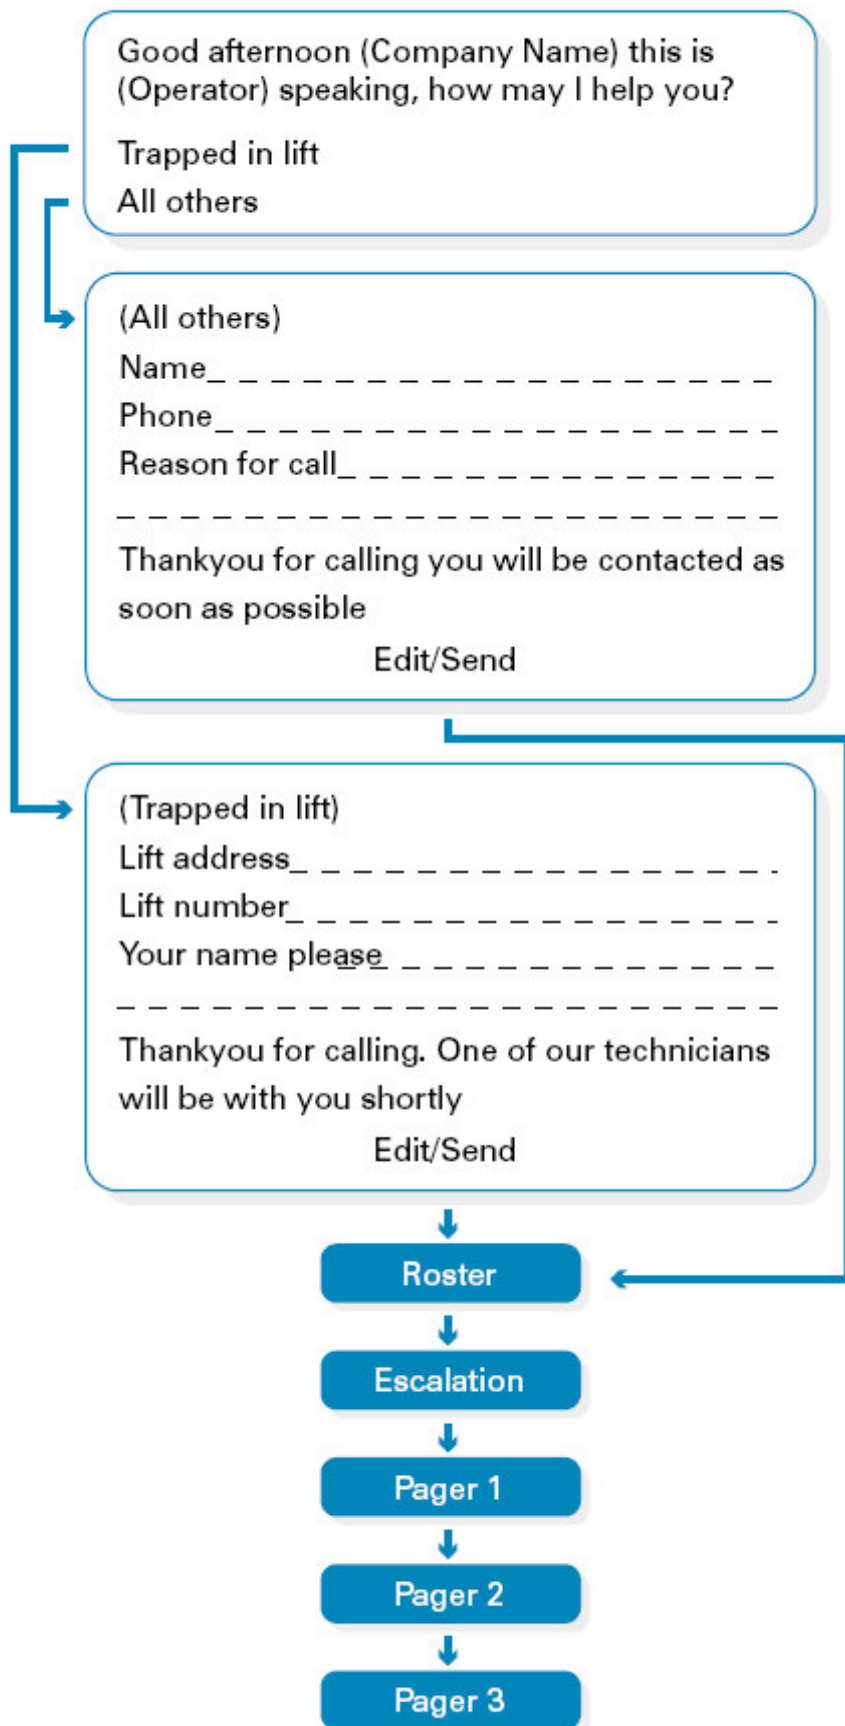 Good afternoon (Company Name) this is
(Operator) speaking, how may I help you?
Trapped in lift
All others
(All others)
Name
Phone
Reason for call
Thankyou for calling you will be contacted as
soon as possible
Edit/Send
(Trapped in lift)
Lift address
Lift number
Your name please
Thankyou for calling. One of our technicians
will be with you shortly
Edit/Send
Roster
Escalation
Pager 1
Pager 2
Pager 3